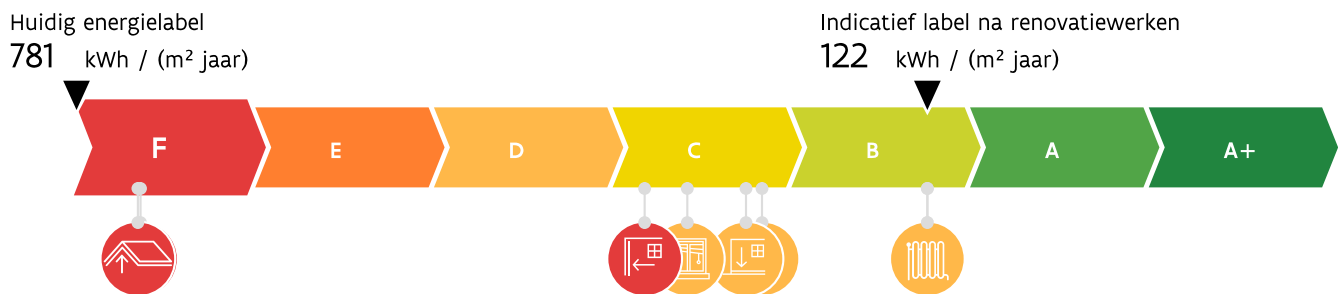 Huidig energielabel
781 kWh / (m² jaar)
Indicatief label na renovatiewerken
122 kWh / (m² jaar)
F E D C B A A+